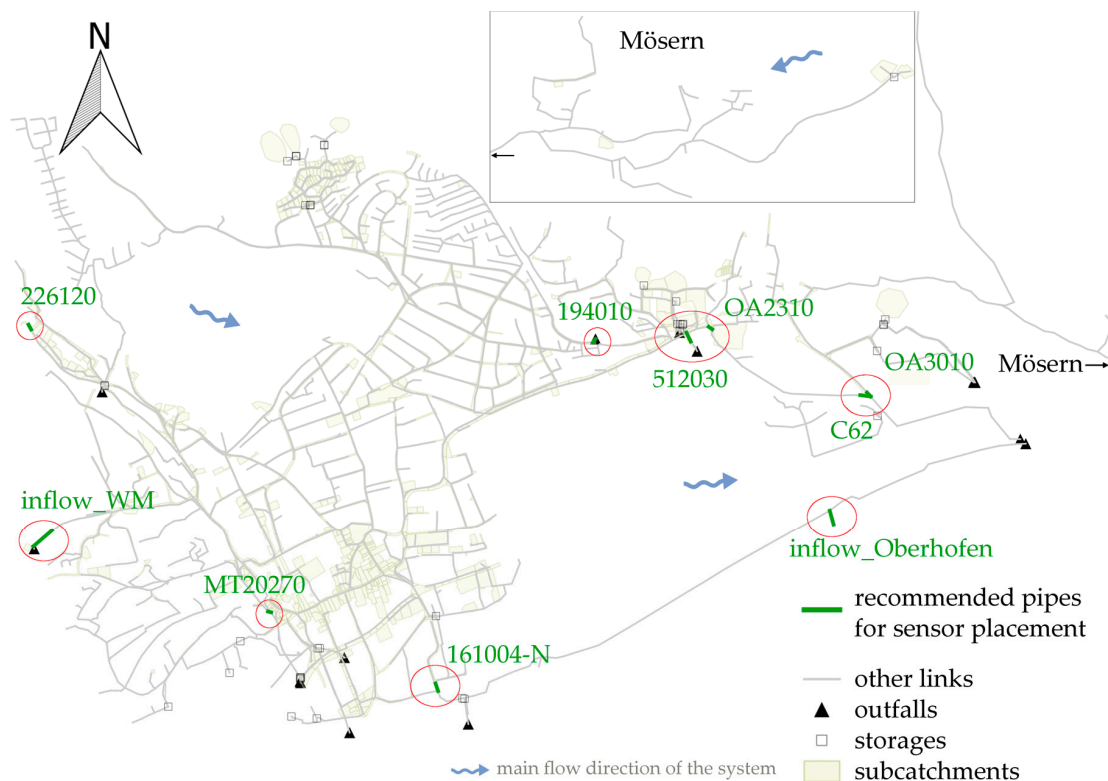 N
Mösern
226120
194010
OA2310
512030
OA3010
Mösern
C62
inflow_WM
inflow_Oberhofen
MT20270
161004-N
recommended pipes
for sensor placement
other links
outfalls
storages
subcatchments
main flow direction of the system